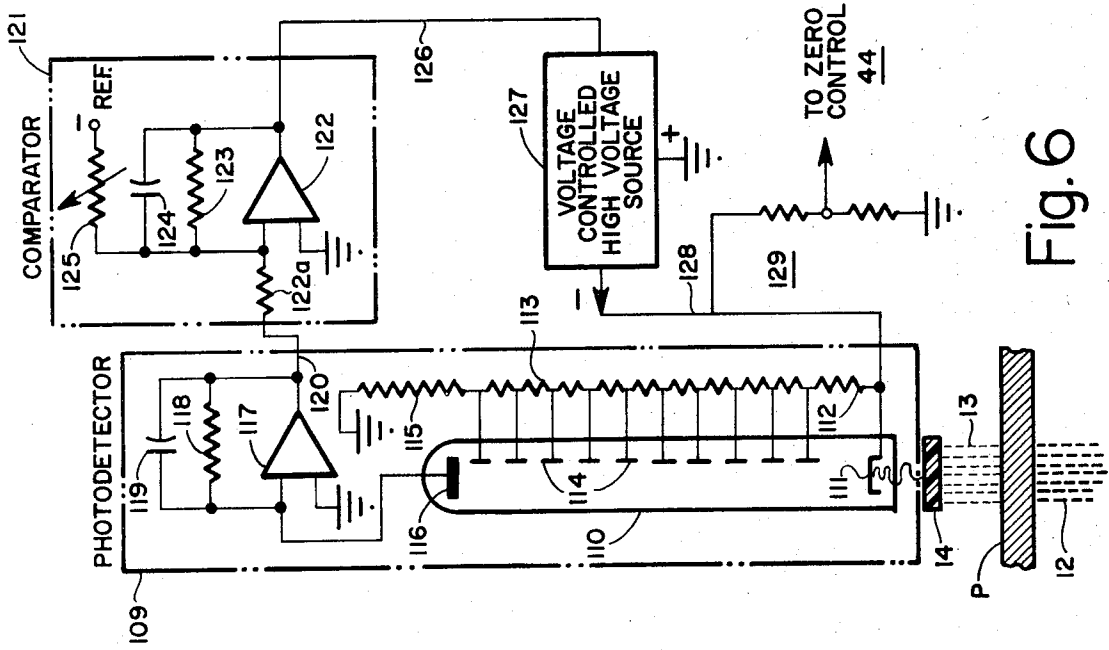 121
COMPARATOR
125
−
REF.
124
123
122
122a
126
127
VOLTAGE
CONTROLLED
HIGH VOLTAGE
SOURCE
+
−
128
129
TO ZERO
CONTROL
44
109
PHOTODETECTOR
119
118
117
120
115
113
112
116
114
110
111
14
13
P
12
Fig. 6